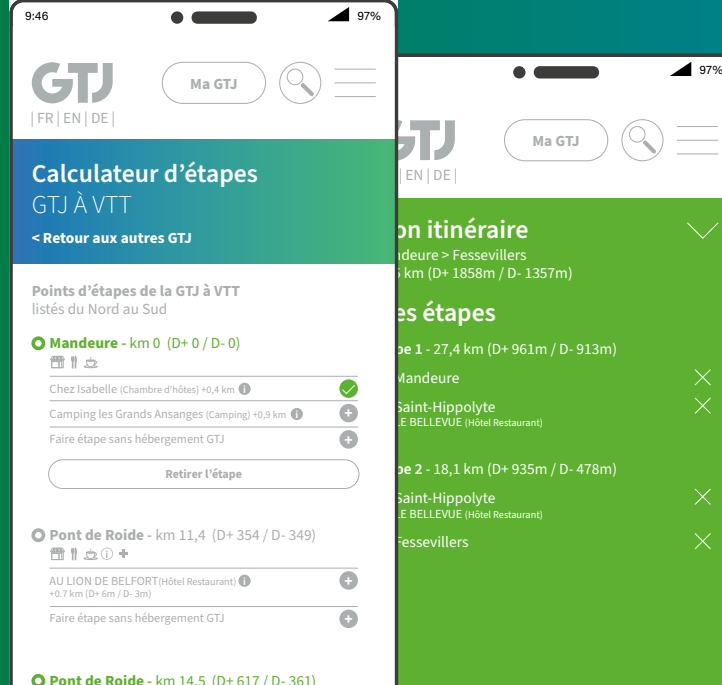 9:46
97%
GTJ
Ma GTJ
| FR | EN | DE |
Calculateur d'étapes
GTJ À VTT
< Retour aux autres GTJ
Points d'étapes de la GTJ à VTT
listés du Nord au Sud
Mandeure - km 0 (D+ 0 / D- 0)
Chez Isabelle (Chambre d'hôtes) +0,4 km
Camping les Grands Ansanges (Camping) +0,9 km
Faire étape sans hébergement GTJ
Retirer l'étape
Pont de Roide - km 11,4 (D+ 354 / D- 349)
AU LION DE BELFORT(Hôtel Restaurant)
+0.7 km (D+ 6m / D- 3m)
Faire étape sans hébergement GTJ
Pont de Roide - km 14,5 (D+ 617 / D- 361)
97%
TJ
Ma GTJ
| EN | DE |
on itinéraire
ndeure > Fessevillers
km (D+ 1858m / D- 1357m)
es étapes
pe 1 - 27,4 km (D+ 961m / D- 913m)
Mandeure
Saint-Hippolyte
LE BELLEVUE (Hôtel Restaurant)
pe 2 - 18,1 km (D+ 935m / D- 478m)
Saint-Hippolyte
LE BELLEVUE (Hôtel Restaurant)
Fessevillers